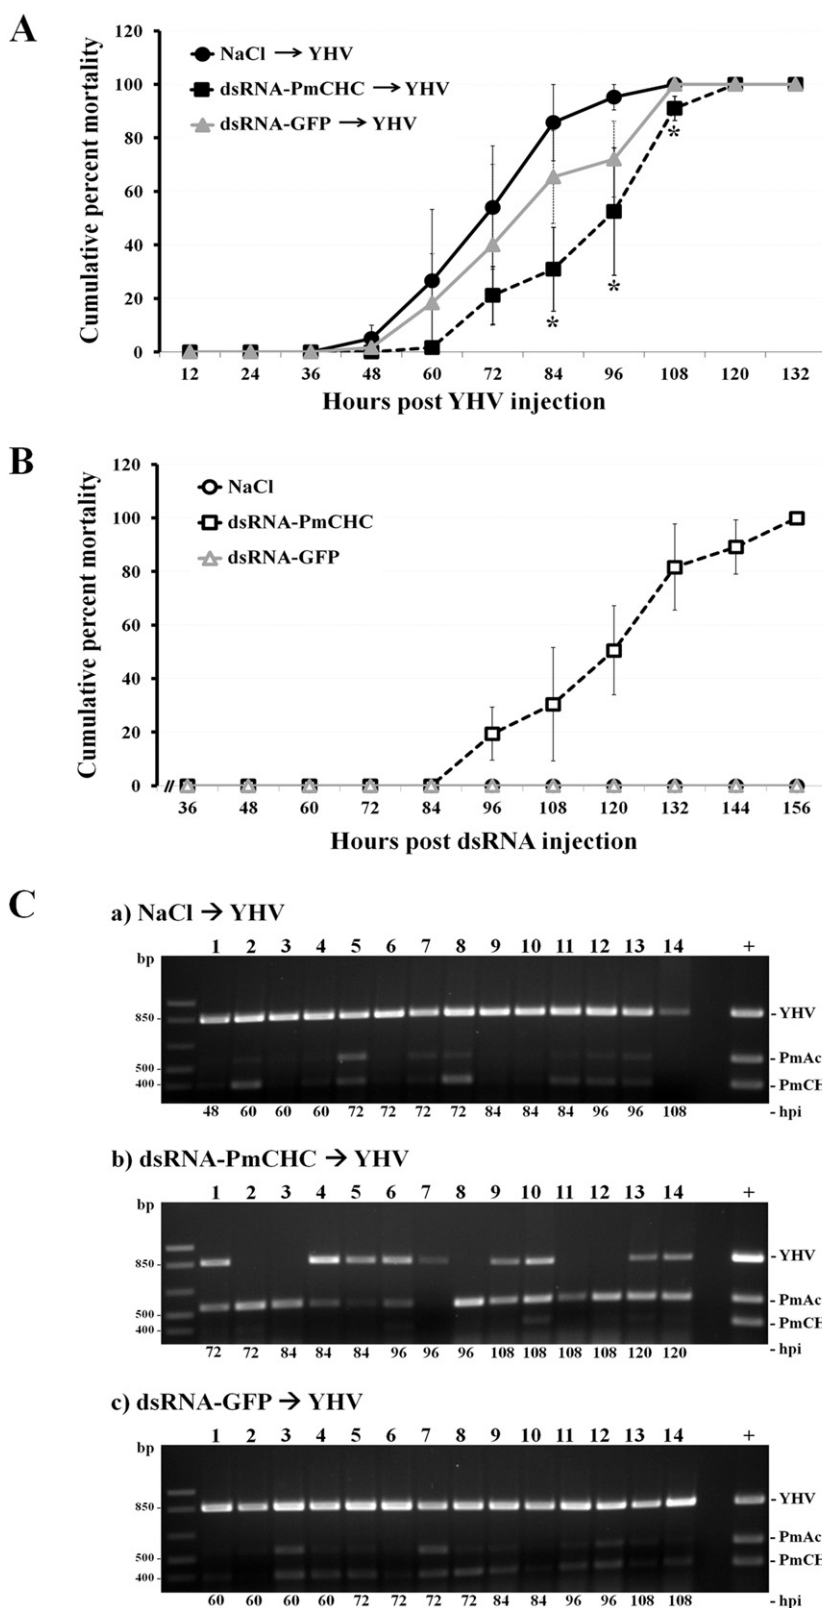 A
120
100
80
60
40
20
0
Cumulative percent mortality
NaCl → YHV
dsRNA-PmCHC → YHV
dsRNA-GFP → YHV
*
*
*
12 24 36 48 60 72 84 96 108 120 132
Hours post YHV injection
B
120
100
80
60
40
20
0
Cumulative percent mortality
NaCl
dsRNA-PmCHC
dsRNA-GFP
//
36 48 60 72 84 96 108 120 132 144 156
Hours post dsRNA injection
C
a) NaCl → YHV
bp 1 2 3 4 5 6 7 8 9 10 11 12 13 14 +
850 - - YHV
- PmAc
500 -
400 - - PmCH
48 60 60 60 72 72 72 72 84 84 84 96 96 108 - hpi
b) dsRNA-PmCHC → YHV
bp 1 2 3 4 5 6 7 8 9 10 11 12 13 14 +
850 - - YHV
- PmAc
500 -
400 - - PmCH
72 72 84 84 84 96 96 96 108 108 108 108 120 120 - hpi
c) dsRNA-GFP → YHV
bp 1 2 3 4 5 6 7 8 9 10 11 12 13 14 +
850 - - YHV
- PmAc
500 - - PmCH
400 -
60 60 60 60 72 72 72 72 84 84 96 96 108 108 - hpi